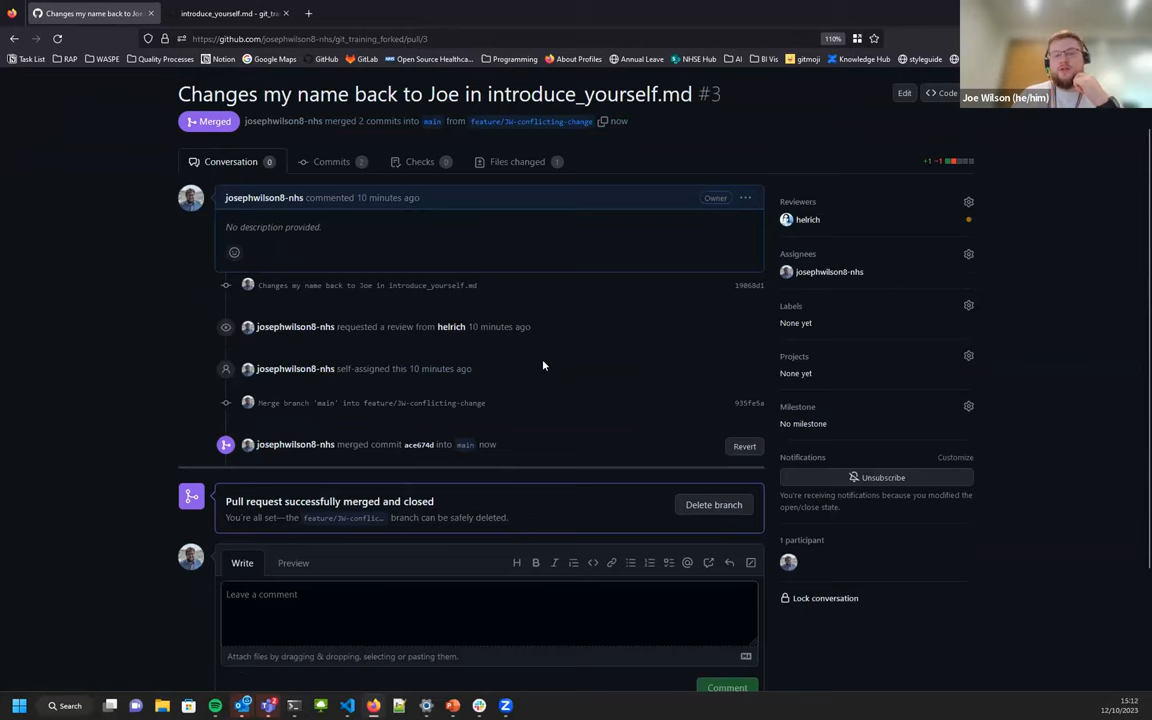 Changes my name back to Joe in
introduce_yourself.md - git_tra
https://github.com/josephwilson8-nhs/git_training_forked/pull/3
110%
Task List
RAP
WASPE
Quality Processes
Notion
Google Maps
GitHub
GitLab
Open Source Healthca...
Programming
About Profiles
Annual Leave
NHSE Hub
AI
BI Vis
gitmoji
Knowledge Hub
styleguide
Joe Wilson (he/him)
Changes my name back to Joe in introduce_yourself.md #3
Edit
Code
Merged
josephwilson8-nhs merged 2 commits into main from feature/JW-conflicting-change now
Conversation 0
Commits 2
Checks 0
Files changed 1
+1 −1
josephwilson8-nhs commented 10 minutes ago
Owner
No description provided.
Changes my name back to Joe in introduce_yourself.md
19068d1
josephwilson8-nhs requested a review from helrich 10 minutes ago
josephwilson8-nhs self-assigned this 10 minutes ago
Merge branch 'main' into feature/JW-conflicting-change
935fe5a
josephwilson8-nhs merged commit ace674d into main now
Revert
Pull request successfully merged and closed
You're all set—the feature/JW-conflic... branch can be safely deleted.
Delete branch
Write
Preview
Leave a comment
Attach files by dragging & dropping, selecting or pasting them.
Comment
Reviewers
helrich
Assignees
josephwilson8-nhs
Labels
None yet
Projects
None yet
Milestone
No milestone
Notifications
Customize
Unsubscribe
You're receiving notifications because you modified the
open/close state.
1 participant
Lock conversation
Search
15:12
12/10/2023